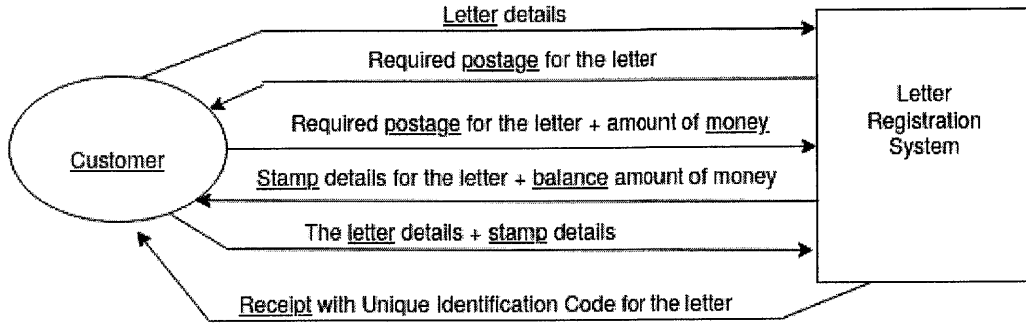 Letter details
Required postage for the letter
Required postage for the letter + amount of money
Customer
Stamp details for the letter + balance amount of money
The letter details + stamp details
Receipt with Unique Identification Code for the letter
Letter
Registration
System